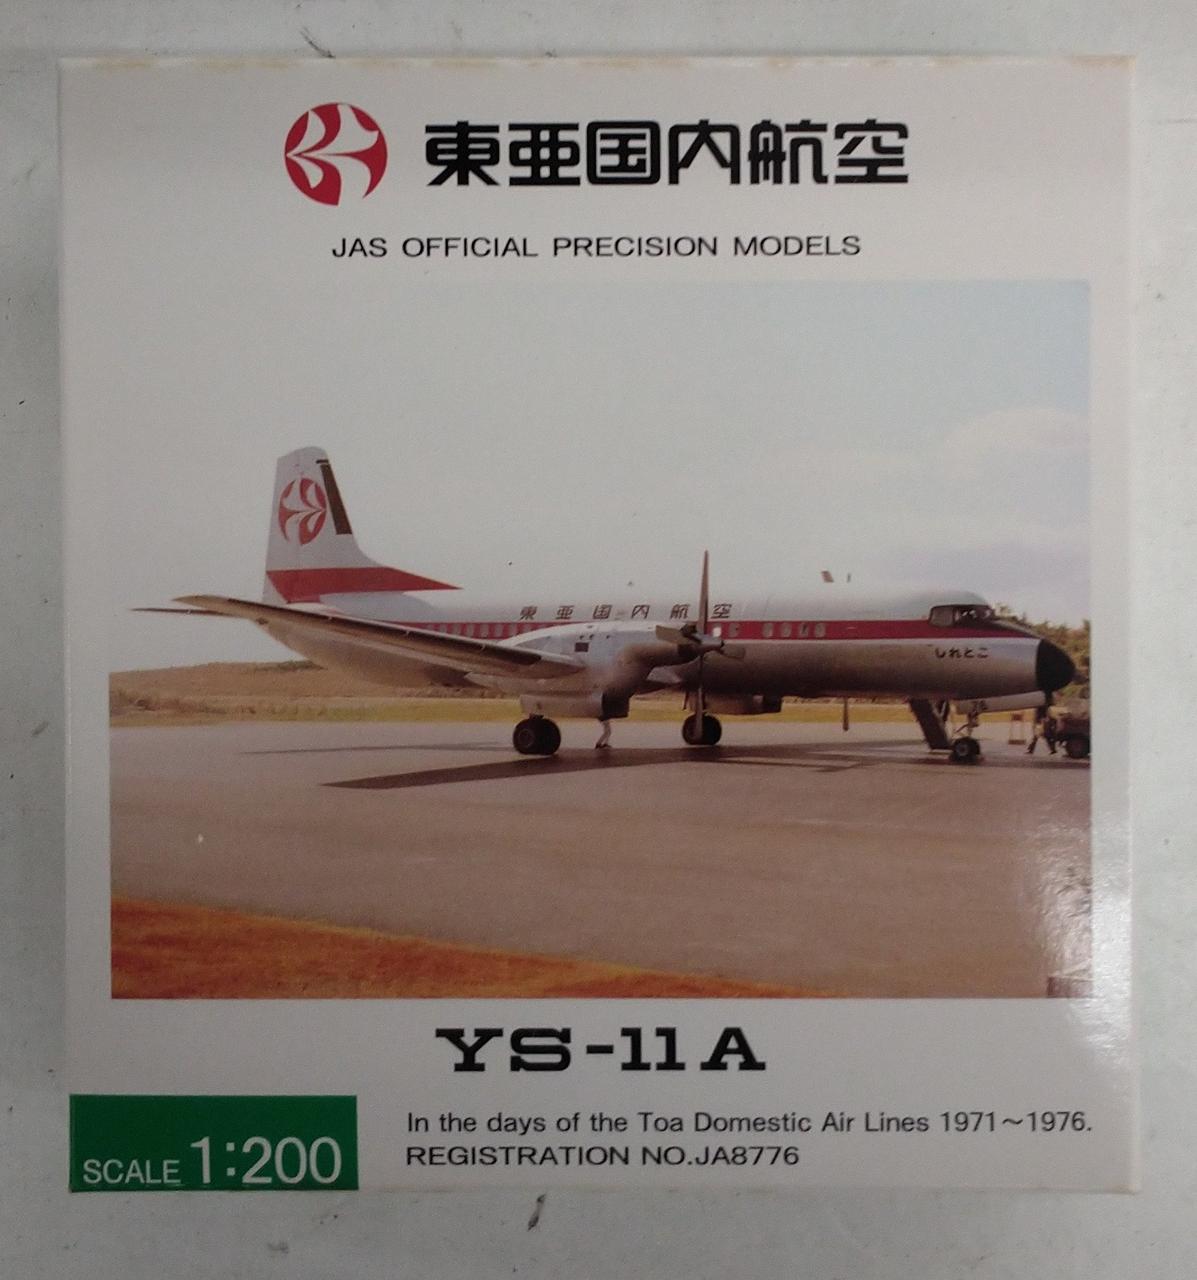 東亜国内航空
JAS OFFICIAL PRECISION MODELS
東亜国内航空
しれとこ
76
YS-11A
In the days of the Toa Domestic Air Lines 1971～1976.
REGISTRATION NO.JA8776
SCALE 1:200